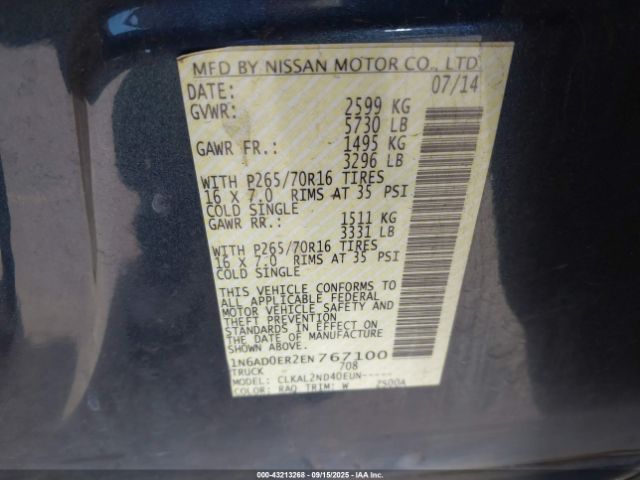 MFD BY NISSAN MOTOR CO., LTD
DATE: 07/14
GVWR: 2599 KG
5730 LB
GAWR FR.: 1495 KG
3296 LB
WITH P265/70R16 TIRES
16 X 7.0 RIMS AT 35 PSI
COLD SINGLE
GAWR RR.: 1511 KG
3331 LB
WITH P265/70R16 TIRES
16 X 7.0 RIMS AT 35 PSI
COLD SINGLE
THIS VEHICLE CONFORMS TO
ALL APPLICABLE FEDERAL
MOTOR VEHICLE SAFETY AND
THEFT PREVENTION
STANDARDS IN EFFECT ON
THE DATE OF MANUFACTURE
SHOWN ABOVE.
1N6AD0ER2EN767100
TRUCK 708
MODEL: CLKAL2ND40EUN-----
COLOR: RAQ TRIM: W 7S00A
000-43213268 - 09/15/2025 - IAA Inc.